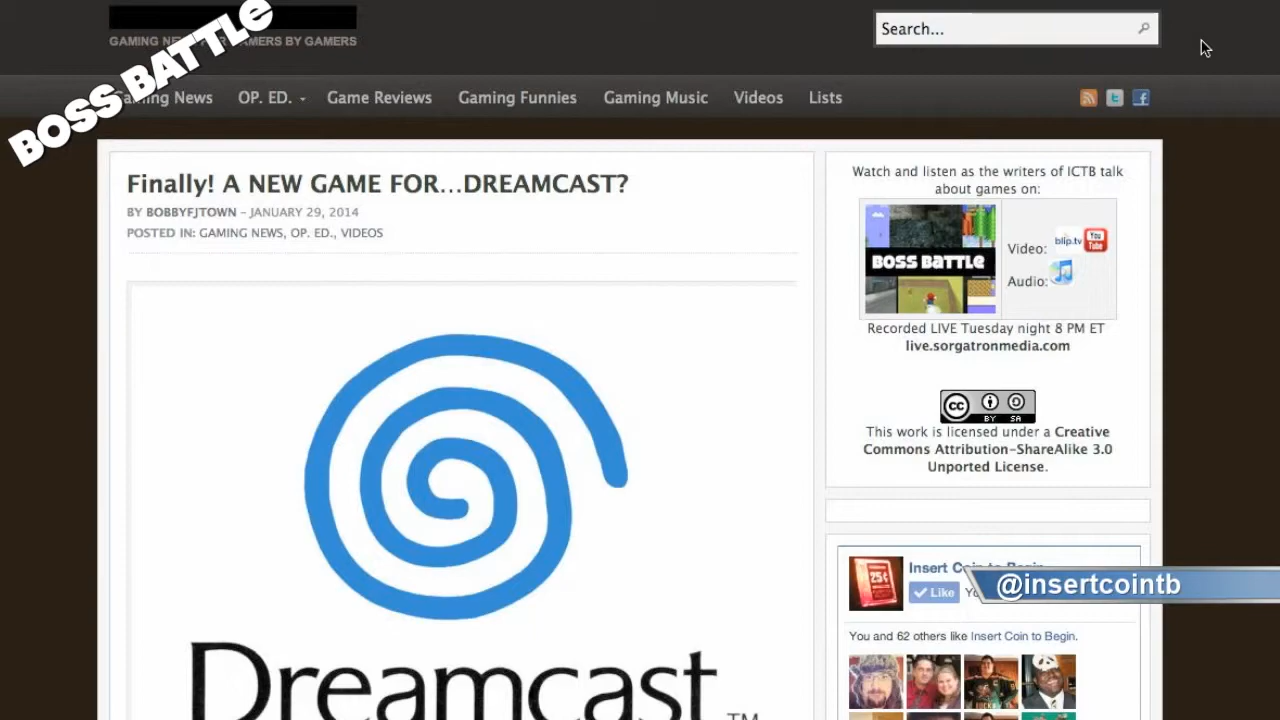 BOSS BATTLE
GAMING NEWS FOR GAMERS BY GAMERS
Search...
Gaming News OP. ED. Game Reviews Gaming Funnies Gaming Music Videos Lists
Finally! A NEW GAME FOR...DREAMCAST?
BY BOBBYFJTOWN – JANUARY 29, 2014
POSTED IN: GAMING NEWS, OP. ED., VIDEOS
Dreamcast
TM
Watch and listen as the writers of ICTB talk
about games on:
BOSS BATTLE
Video: blip.tv You Tube
Audio:
Recorded LIVE Tuesday night 8 PM ET
live.sorgatronmedia.com
cc BY SA
This work is licensed under a Creative
Commons Attribution-ShareAlike 3.0
Unported License.
25¢
Insert Coin to Begin
Like
@insertcointb
You and 62 others like Insert Coin to Begin.